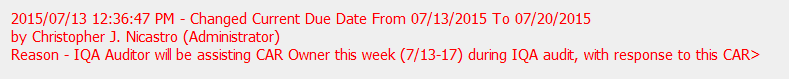 2015/07/13 12:36:47 PM - Changed Current Due Date From 07/13/2015 To 07/20/2015
by Christopher J. Nicastro (Administrator)
Reason - IQA Auditor will be assisting CAR Owner this week (7/13-17) during IQA audit, with response to this CAR>